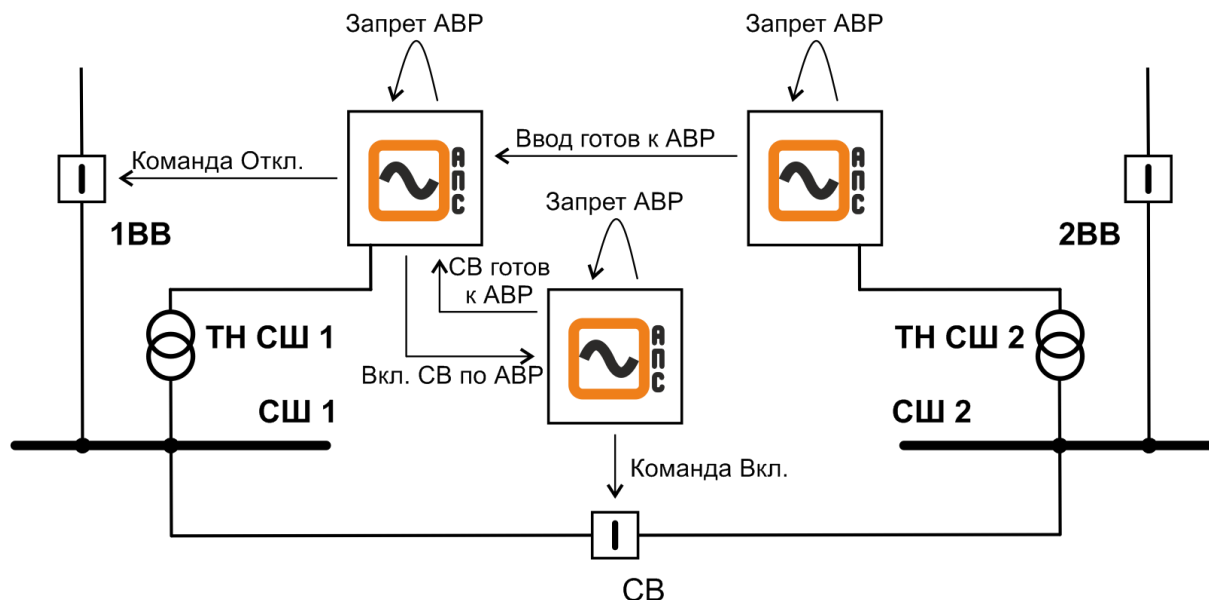 Запрет АВР
Запрет АВР
Ввод готов к АВР
Команда Откл.
АПС
АПС
Запрет АВР
1ВВ
2ВВ
СВ готов
к АВР
ТН СШ 1
АПС
ТН СШ 2
Вкл. СВ по АВР
СШ 1
СШ 2
Команда Вкл.
СВ